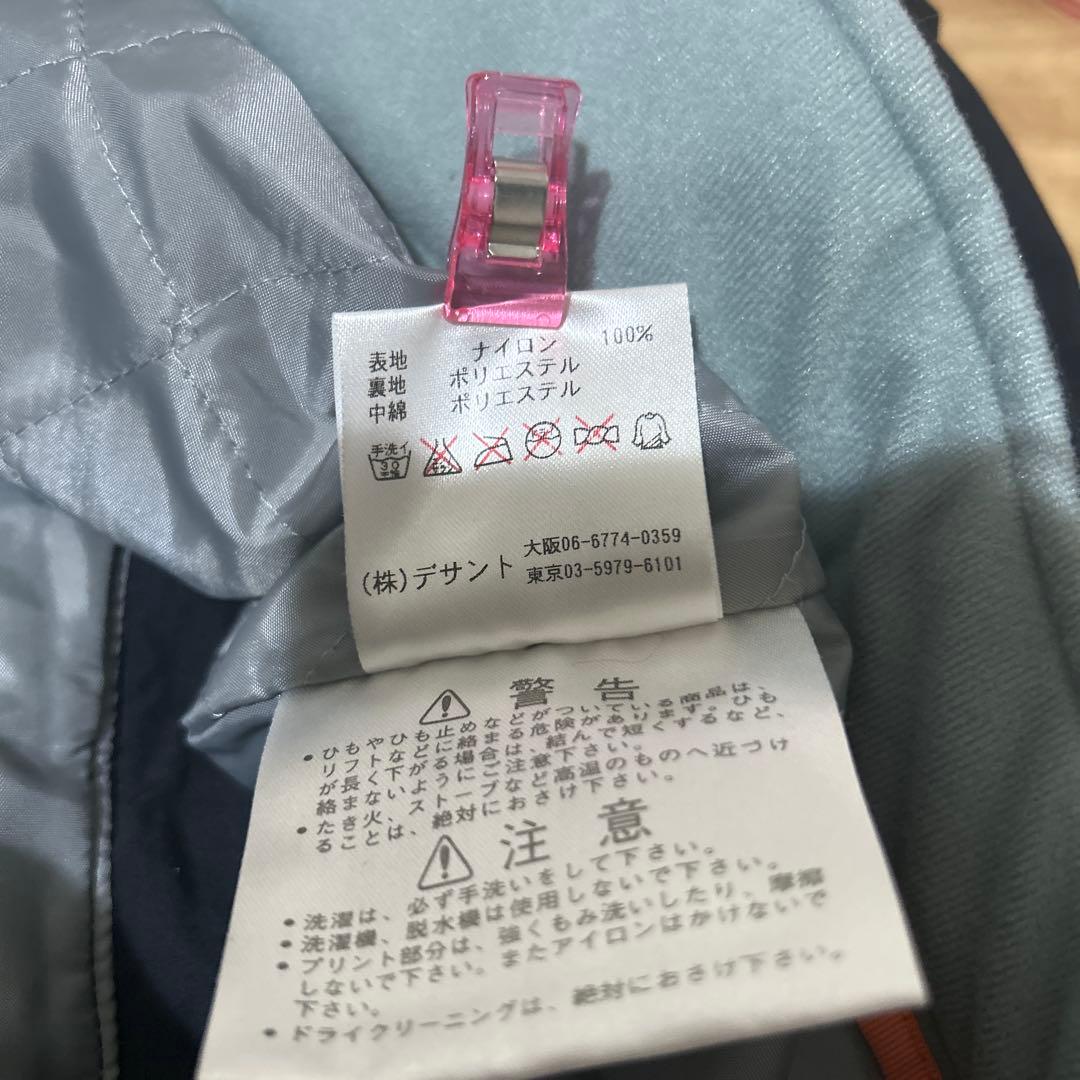 表地 ナイロン 100%
裏地 ポリエステル
中綿 ポリエステル
手洗イ
30
中性
エンソ
サラシ
ドライ
(株)デサント 大阪06-6774-0359
東京03-5979-6101
警告
•ひもやひも止めなどがついている商品は、
リフトなどに絡まる危険があります。ひも
が長く下がる場合は、結んで短くするなど、
絡まないようにご注意下さい。
•たき火、ストーブなど高温のものへ近づけ
ることは、絶対におさけ下さい。
注意
•洗濯は、必ず手洗いをして下さい。
•洗濯機、脱水機は使用しないで下さい。
•プリント部分は、強くもみ洗いしたり、摩擦
しないで下さい。またアイロンはかけないで
下さい。
•ドライクリーニングは、絶対におさけ下さい。